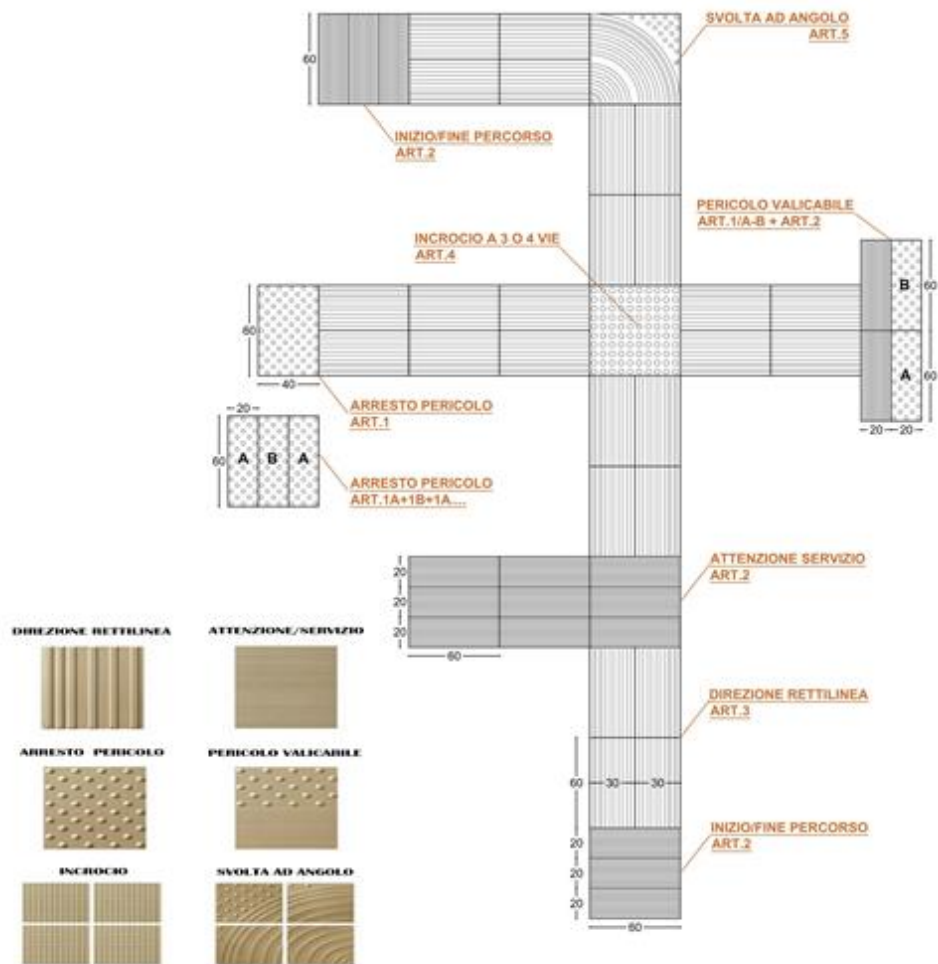 SVOLTA AD ANGOLO
ART.5
60
INIZIO/FINE PERCORSO
ART.2
PERICOLO VALICABILE
ART.1/A-B + ART.2
INCROCIO A 3 O 4 VIE
ART.4
B
60
60
A
60
40
20
20
ARRESTO PERICOLO
ART.1
20
60
A B A
ARRESTO PERICOLO
ART.1A+1B+1A....
ATTENZIONE SERVIZIO
ART.2
20
20
20
60
DIREZIONE RETTILINEA
ATTENZIONE/SERVIZIO
DIREZIONE RETTILINEA
ART.3
ARRESTO PERICOLO
PERICOLO VALICABILE
60
30 30
INIZIO/FINE PERCORSO
ART.2
20
20
20
60
INCROCIO
SVOLTA AD ANGOLO